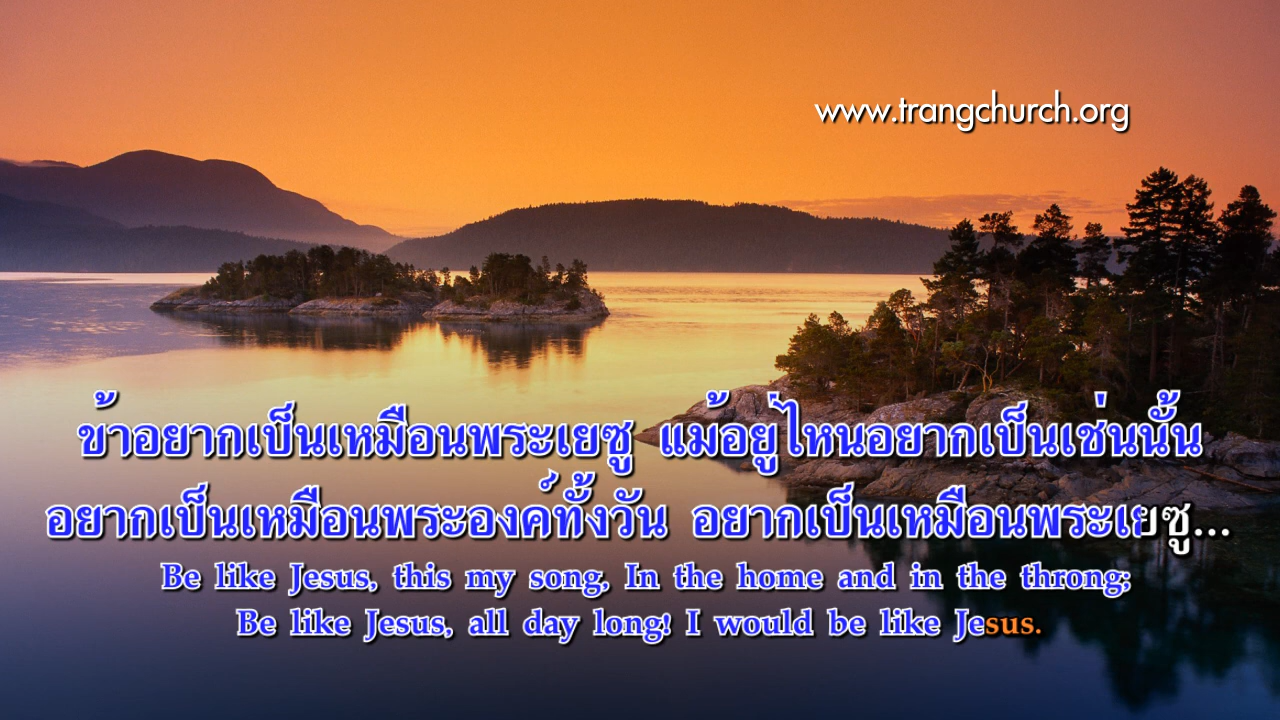 www.trangchurch.org
ข้าอยากเป็นเหมือนพระเยซู แม้อยู่ไหนอยากเป็นเช่นนั้น
อยากเป็นเหมือนพระองค์ทั้งวัน อยากเป็นเหมือนพระเยซู...
Be like Jesus, this my song, In the home and in the throng;
Be like Jesus, all day long! I would be like Jesus.